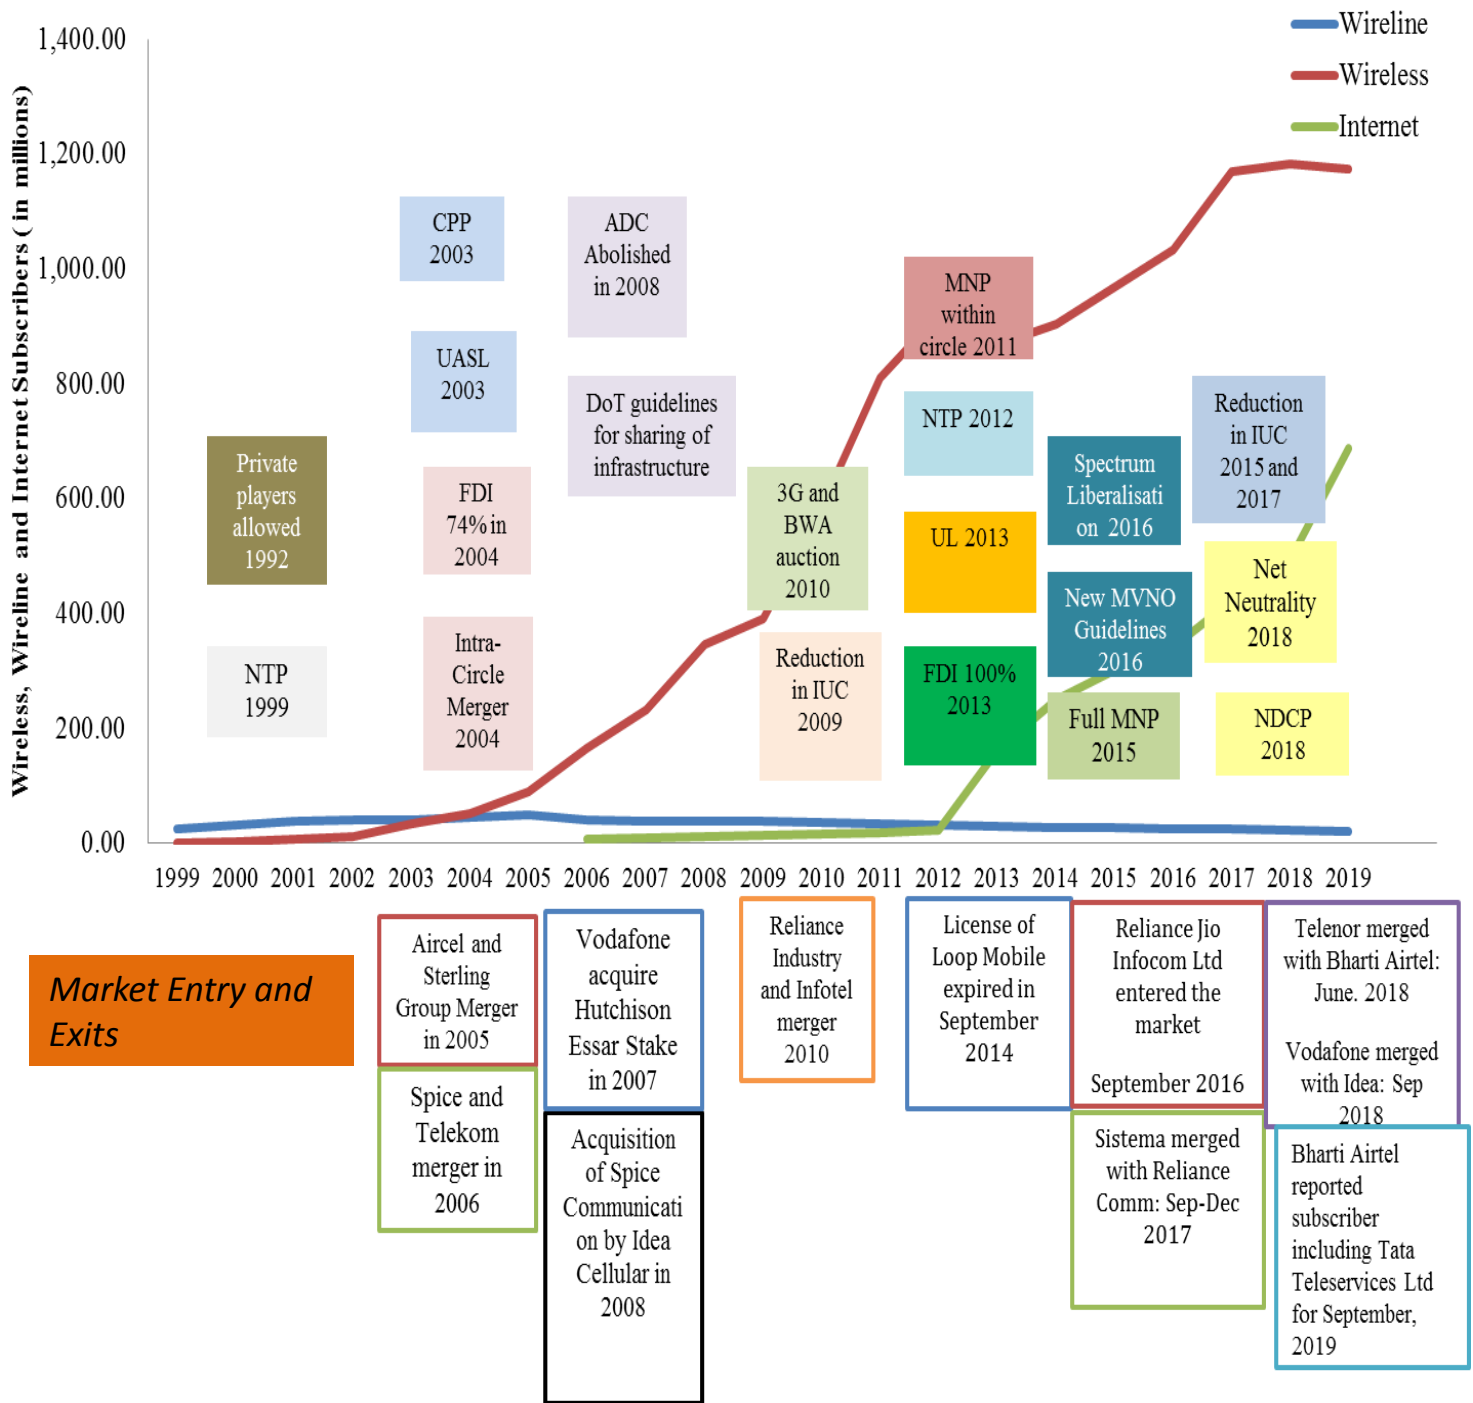 Wireless, Wireline and Internet Subscribers ( in millions)
1,400.00
1,200.00
1,000.00
800.00
600.00
400.00
200.00
0.00
Wireline
Wireless
Internet
Private
players
allowed
1992
NTP
1999
CPP
2003
UASL
2003
FDI
74% in
2004
Intra-
Circle
Merger
2004
ADC
Abolished
in 2008
DoT guidelines
for sharing of
infrastructure
3G and
BWA
auction
2010
Reduction
in IUC
2009
MNP
within
circle 2011
NTP 2012
UL 2013
FDI 100%
2013
Spectrum
Liberalisati
on 2016
New MVNO
Guidelines
2016
Full MNP
2015
Reduction
in IUC
2015 and
2017
Net
Neutrality
2018
NDCP
2018
1999 2000 2001 2002 2003 2004 2005 2006 2007 2008 2009 2010 2011 2012 2013 2014 2015 2016 2017 2018 2019
Market Entry and
Exits
Aircel and
Sterling
Group Merger
in 2005
Spice and
Telekom
merger in
2006
Vodafone
acquire
Hutchison
Essar Stake
in 2007
Acquisition
of Spice
Communicati
on by Idea
Cellular in
2008
Reliance
Industry
and Infotel
merger
2010
License of
Loop Mobile
expired in
September
2014
Reliance Jio
Infocom Ltd
entered the
market
September 2016
Sistema merged
with Reliance
Comm: Sep-Dec
2017
Telenor merged
with Bharti Airtel:
June. 2018
Vodafone merged
with Idea: Sep
2018
Bharti Airtel
reported
subscriber
including Tata
Teleservices Ltd
for September,
2019